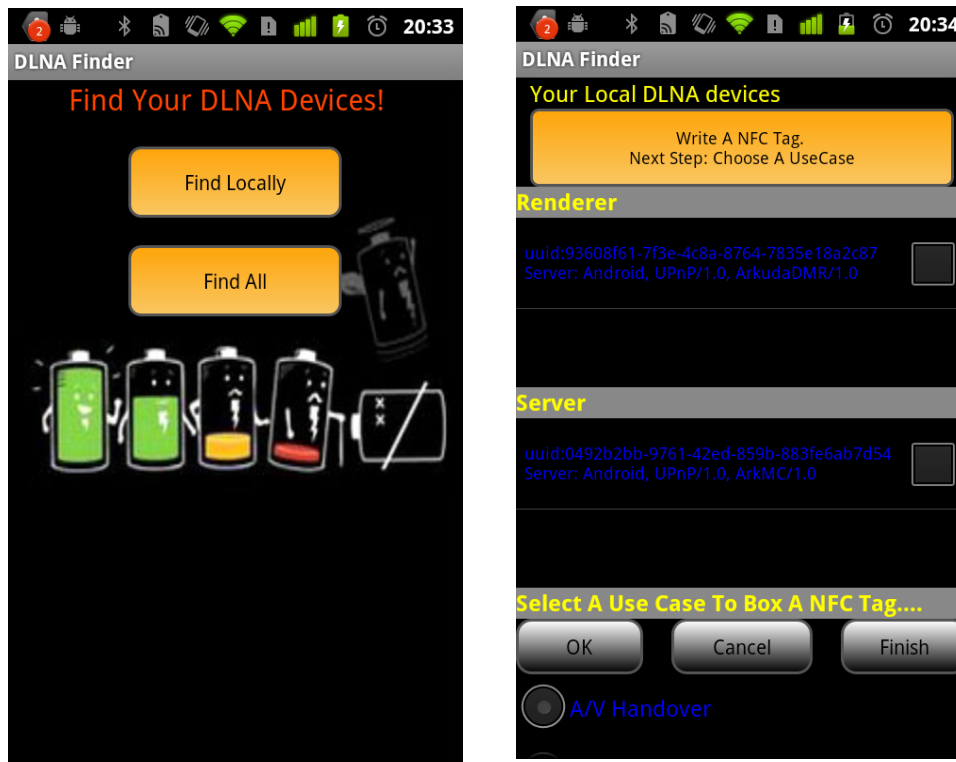 2
20:33
DLNA Finder
Find Your DLNA Devices!
Find Locally
Find All
2
20:34
DLNA Finder
Your Local DLNA devices
Write A NFC Tag.
Next Step: Choose A UseCase
Renderer
uuid:93608f61-7f3e-4c8a-8764-7835e18a2c87
Server: Android, UPnP/1.0, ArkudaDMR/1.0
Server
uuid:0492b2bb-9761-42ed-859b-883fe6ab7d54
Server: Android, UPnP/1.0, ArkMC/1.0
Select A Use Case To Box A NFC Tag....
OK
Cancel
Finish
A/V Handover